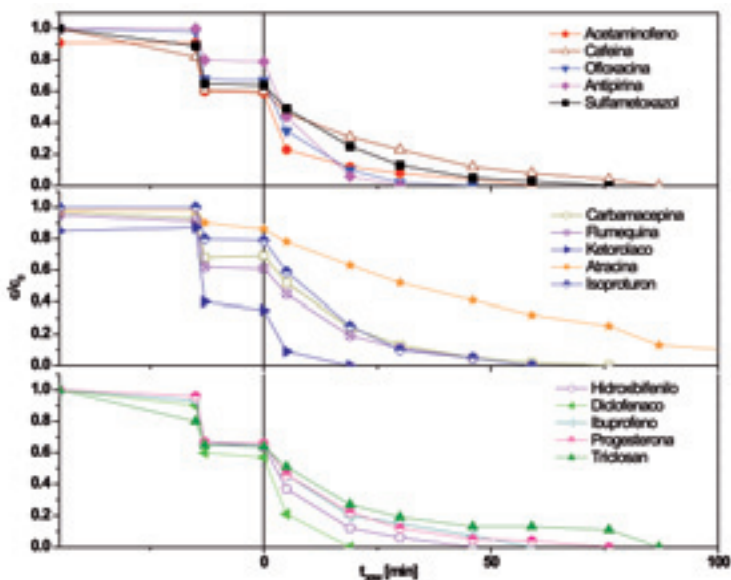 1.0
0.8
0.6
0.4
0.2
0.0
Acetaminofeno
Cafeina
Ofloxacina
Antipirina
Sulfametoxazol
1.0
0.8
0.6
0.4
0.2
0.0
c/c0
Carbamacepina
Flumequina
Ketorolaco
Atracina
Isoproturon
1.0
0.8
0.6
0.4
0.2
0.0
Hidroxibifenilo
Diclofenaco
Ibuprofeno
Progesterona
Triclosan
0 50 100
[min]